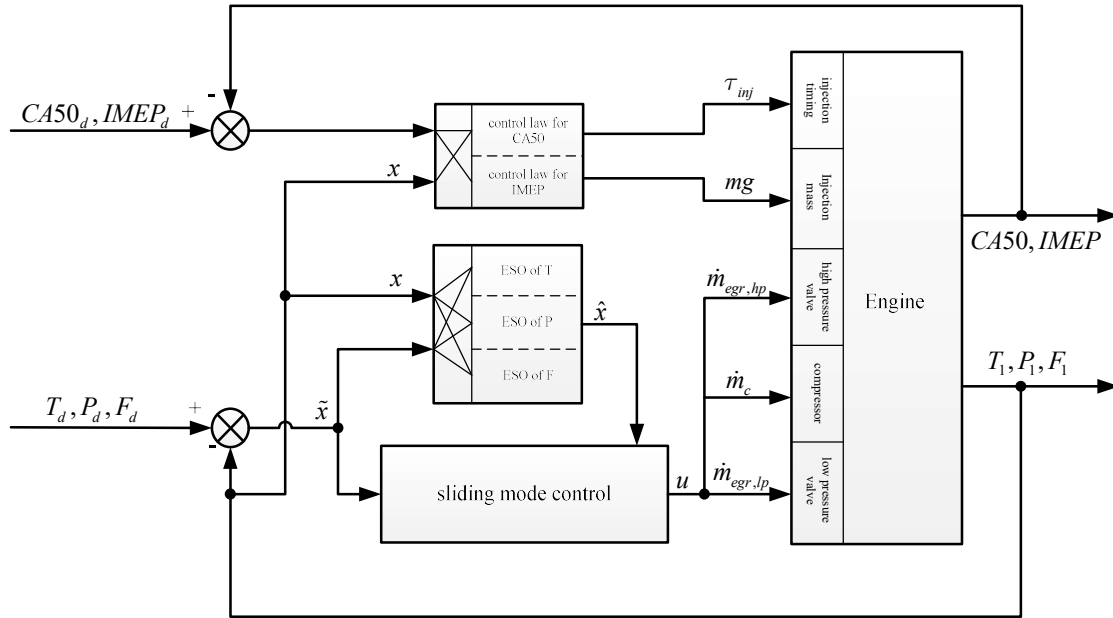 -
CA50_d, IMEP_d +
control law for
CA50
control law for
IMEP
x
τ_inj
mg
injection
timing
Injection
mass
high pressure
valve
compressor
low pressure
valve
Engine
CA50, IMEP
x
ESO of T
ESO of P
ESO of F
x̂
ṁ_egr,hp
ṁ_c
ṁ_egr,lp
T_1, P_1, F_1
T_d, P_d, F_d +
-
x̃
sliding mode control
u